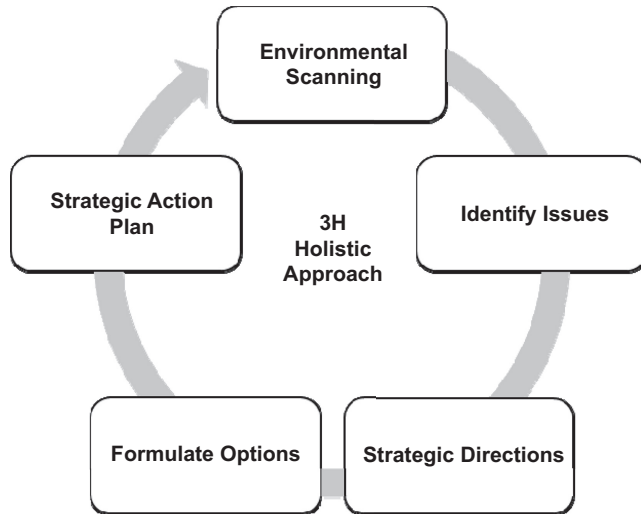 Environmental
Scanning
Identify Issues
Strategic Directions
Formulate Options
Strategic Action
Plan
3H
Holistic
Approach